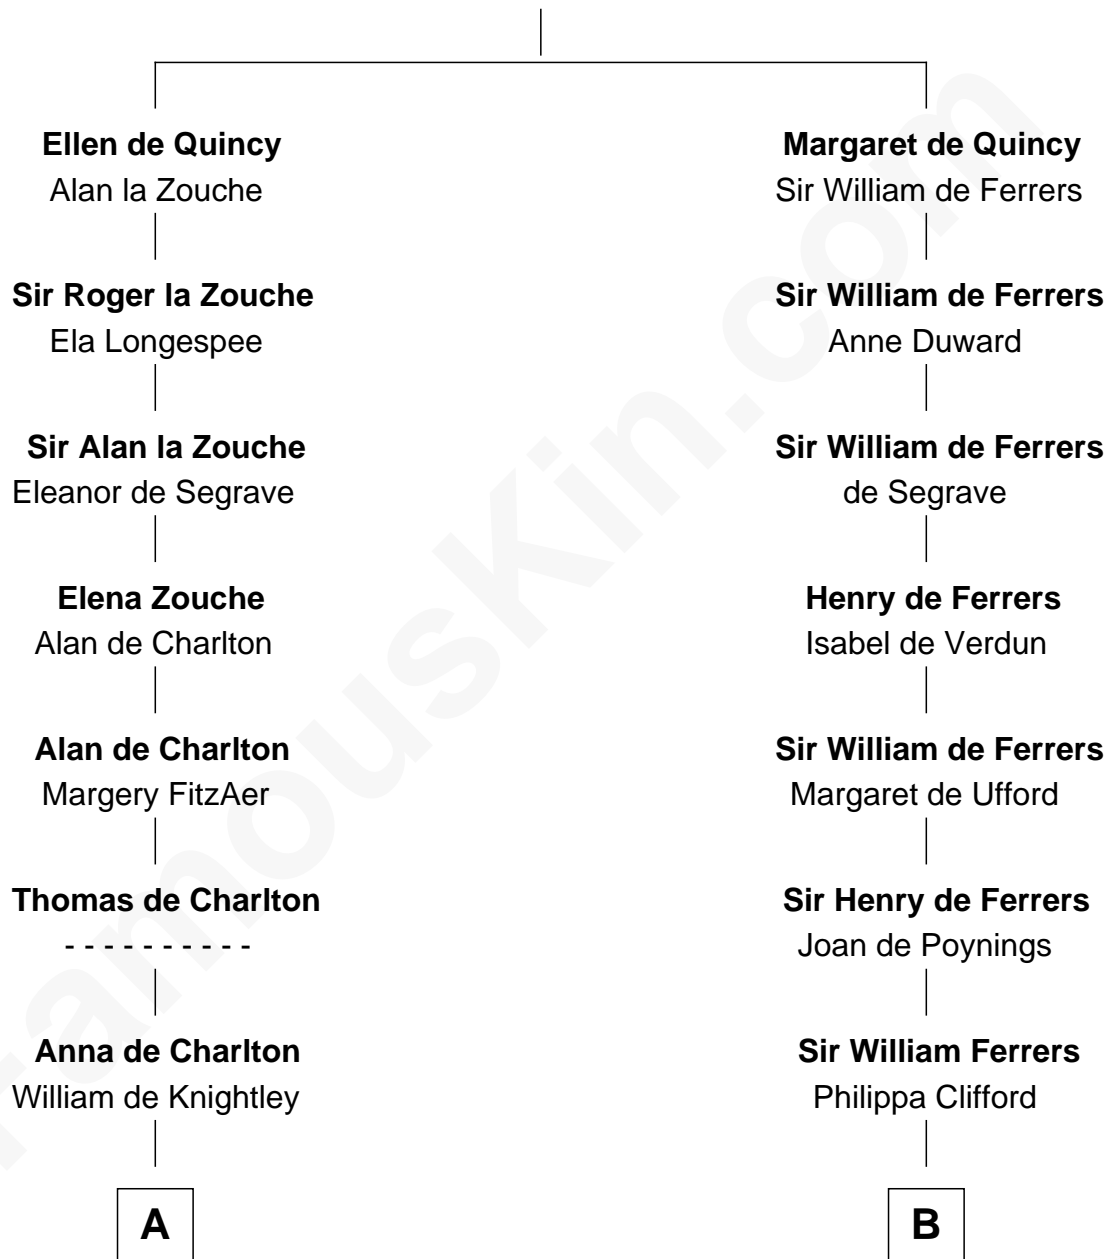 Ellen de Quincy
Alan la Zouche
Margaret de Quincy
Sir William de Ferrers
Sir Roger la Zouche
Ela Longespee
Sir William de Ferrers
Anne Duward
Sir Alan la Zouche
Eleanor de Segrave
Sir William de Ferrers
de Segrave
Elena Zouche
Alan de Charlton
Henry de Ferrers
Isabel de Verdun
Alan de Charlton
Margery FitzAer
Sir William de Ferrers
Margaret de Ufford
Thomas de Charlton
- - - - - - - - - -
Sir Henry de Ferrers
Joan de Poynings
Anna de Charlton
William de Knightley
Sir William Ferrers
Philippa Clifford
A
B
FamousKin.com